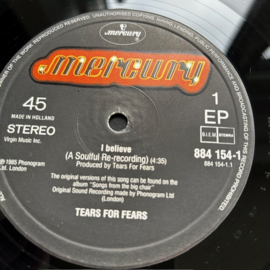 mercury
mercury
45
MADE IN HOLLAND
STEREO
Virgin Music Inc.
1
EP
B.I.E.M
STEMRA
884 154-1
884 154-1.1
I believe
(A Soulful Re-recording) (4:35)
Produced by Tears For Fears
℗ 1985 Phonogram
Ltd. London
The original versions of this song can be found on the
album "Songs from the big chair"
Original Sound Recording made by Phonogram Ltd
(London)
TEARS FOR FEARS